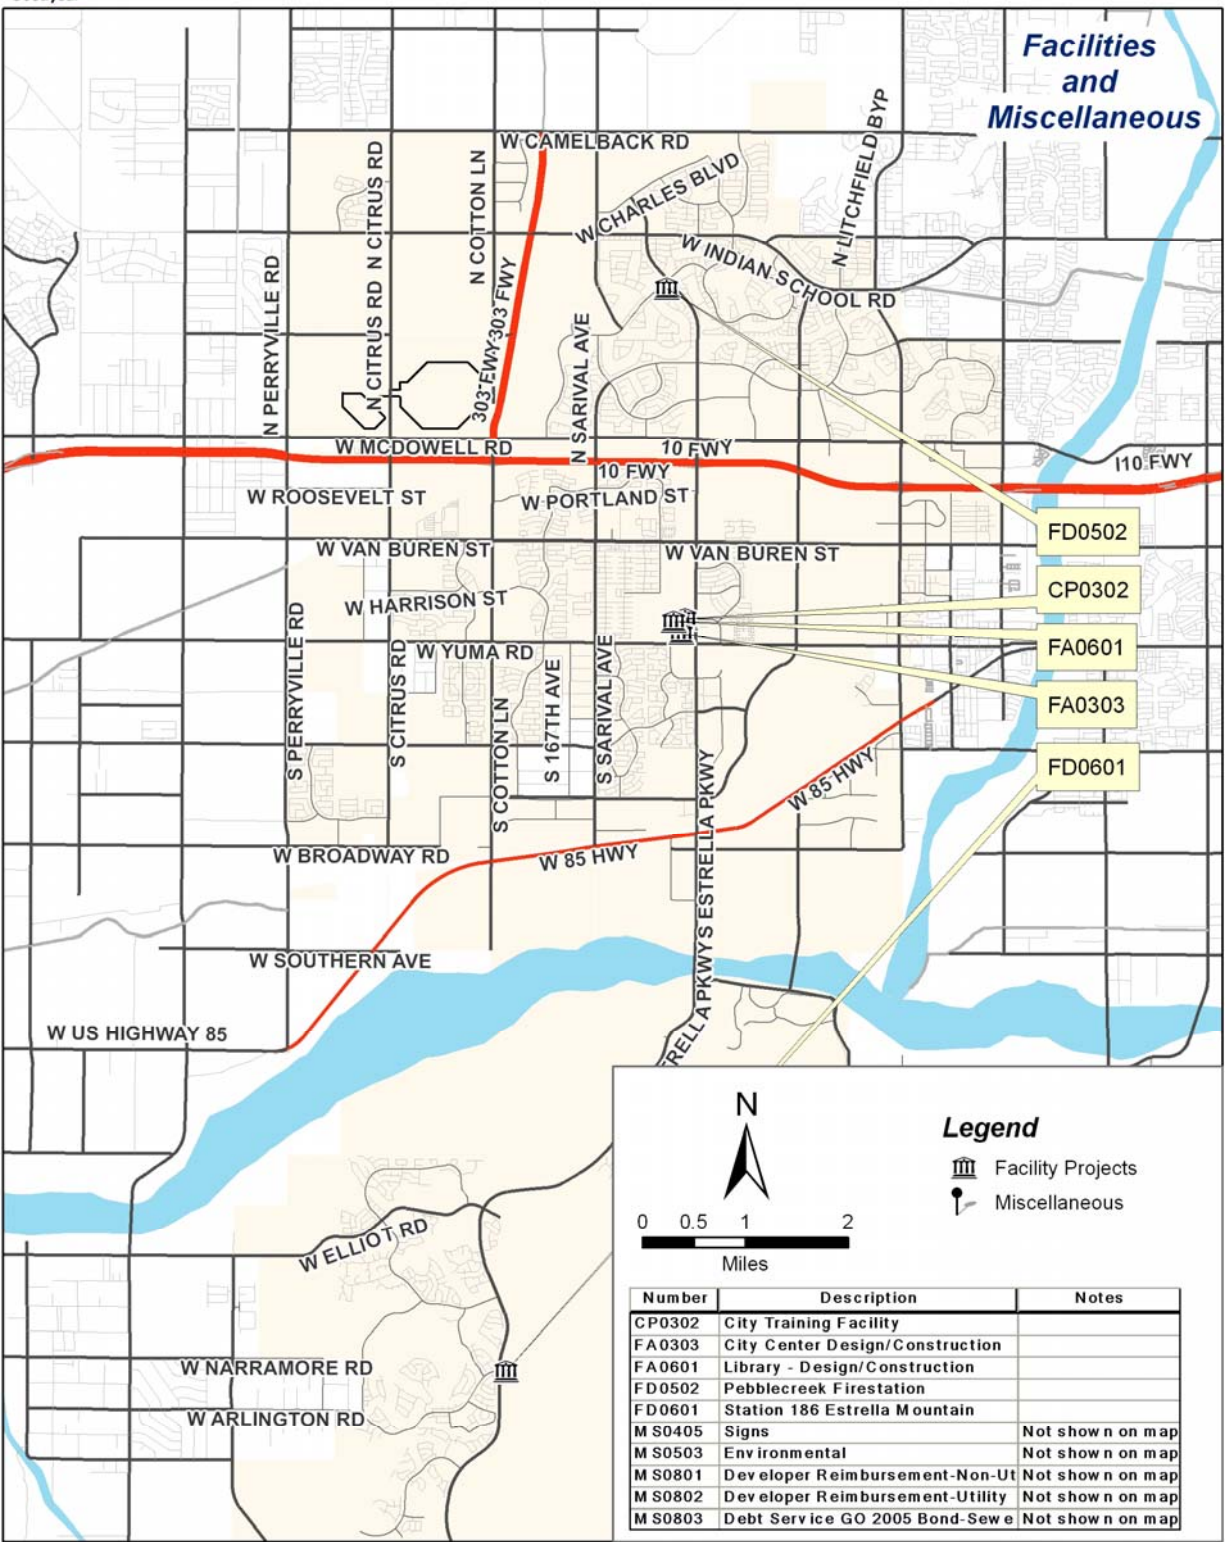 Facilities
and
Miscellaneous
W CAMELBACK RD
N LITCHFIELD BYP
N CITRUS RD
N CITRUS RD
N COTTON LN
W CHARLES BLVD
W INDIAN SCHOOL RD
N PERRYVILLE RD
303 FWY
303 FWY
N SARIVAL AVE
W MCDOWELL RD
10 FWY
10 FWY
I10 FWY
W ROOSEVELT ST
W PORTLAND ST
FD0502
W VAN BUREN ST
W VAN BUREN ST
CP0302
W HARRISON ST
FA0601
W YUMA RD
S PERRYVILLE RD
S CITRUS RD
S COTTON LN
S 167TH AVE
S SARIVAL AVE
FA0303
FD0601
W 85 HWY
W BROADWAY RD
W 85 HWY
S ESTRELLA PKWY
W SOUTHERN AVE
W US HIGHWAY 85
N
Legend
Facility Projects
Miscellaneous
0 0.5 1 2
Miles
W ELLIOT RD
W NARRAMORE RD
W ARLINGTON RD
Number Description Notes
CP0302 City Training Facility
FA0303 City Center Design/Construction
FA0601 Library - Design/Construction
FD0502 Pebblecreek Firestation
FD0601 Station 186 Estrella Mountain
MS0405 Signs Not shown on map
MS0503 Environmental Not shown on map
MS0801 Developer Reimbursement-Non-Ut Not shown on map
MS0802 Developer Reimbursement-Utility Not shown on map
MS0803 Debt Service GO 2005 Bond-Sewe Not shown on map